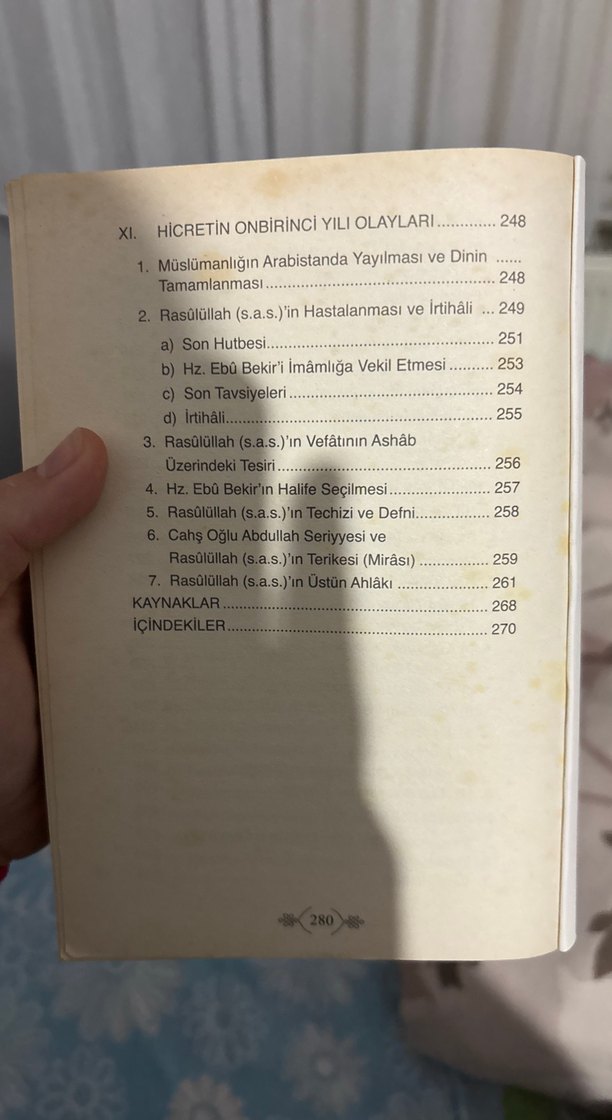 XI. HİCRETİN ONBİRİNCİ YILI OLAYLARI............. 248
1. Müslümanlığın Arabistanda Yayılması ve Dinin ......
Tamamlanması.................................................. 248
2. Rasûlüllah (s.a.s.)'in Hastalanması ve İrtihâli ... 249
a) Son Hutbesi.................................................. 251
b) Hz. Ebû Bekir'i İmâmlığa Vekil Etmesi .......... 253
c) Son Tavsiyeleri ............................................. 254
d) İrtihâli........................................................... 255
3. Rasûlüllah (s.a.s.)'ın Vefâtının Ashâb
Üzerindeki Tesiri ............................................... 256
4. Hz. Ebû Bekir'ın Halife Seçilmesi....................... 257
5. Rasûlüllah (s.a.s.)'ın Techizi ve Defni................. 258
6. Cahş Oğlu Abdullah Seriyyesi ve
Rasûlüllah (s.a.s.)'ın Terikesi (Mirâsı) ................ 259
7. Rasûlüllah (s.a.s.)'ın Üstün Ahlâkı .................... 261
KAYNAKLAR ......................................................... 268
İÇİNDEKİLER........................................................ 270
280